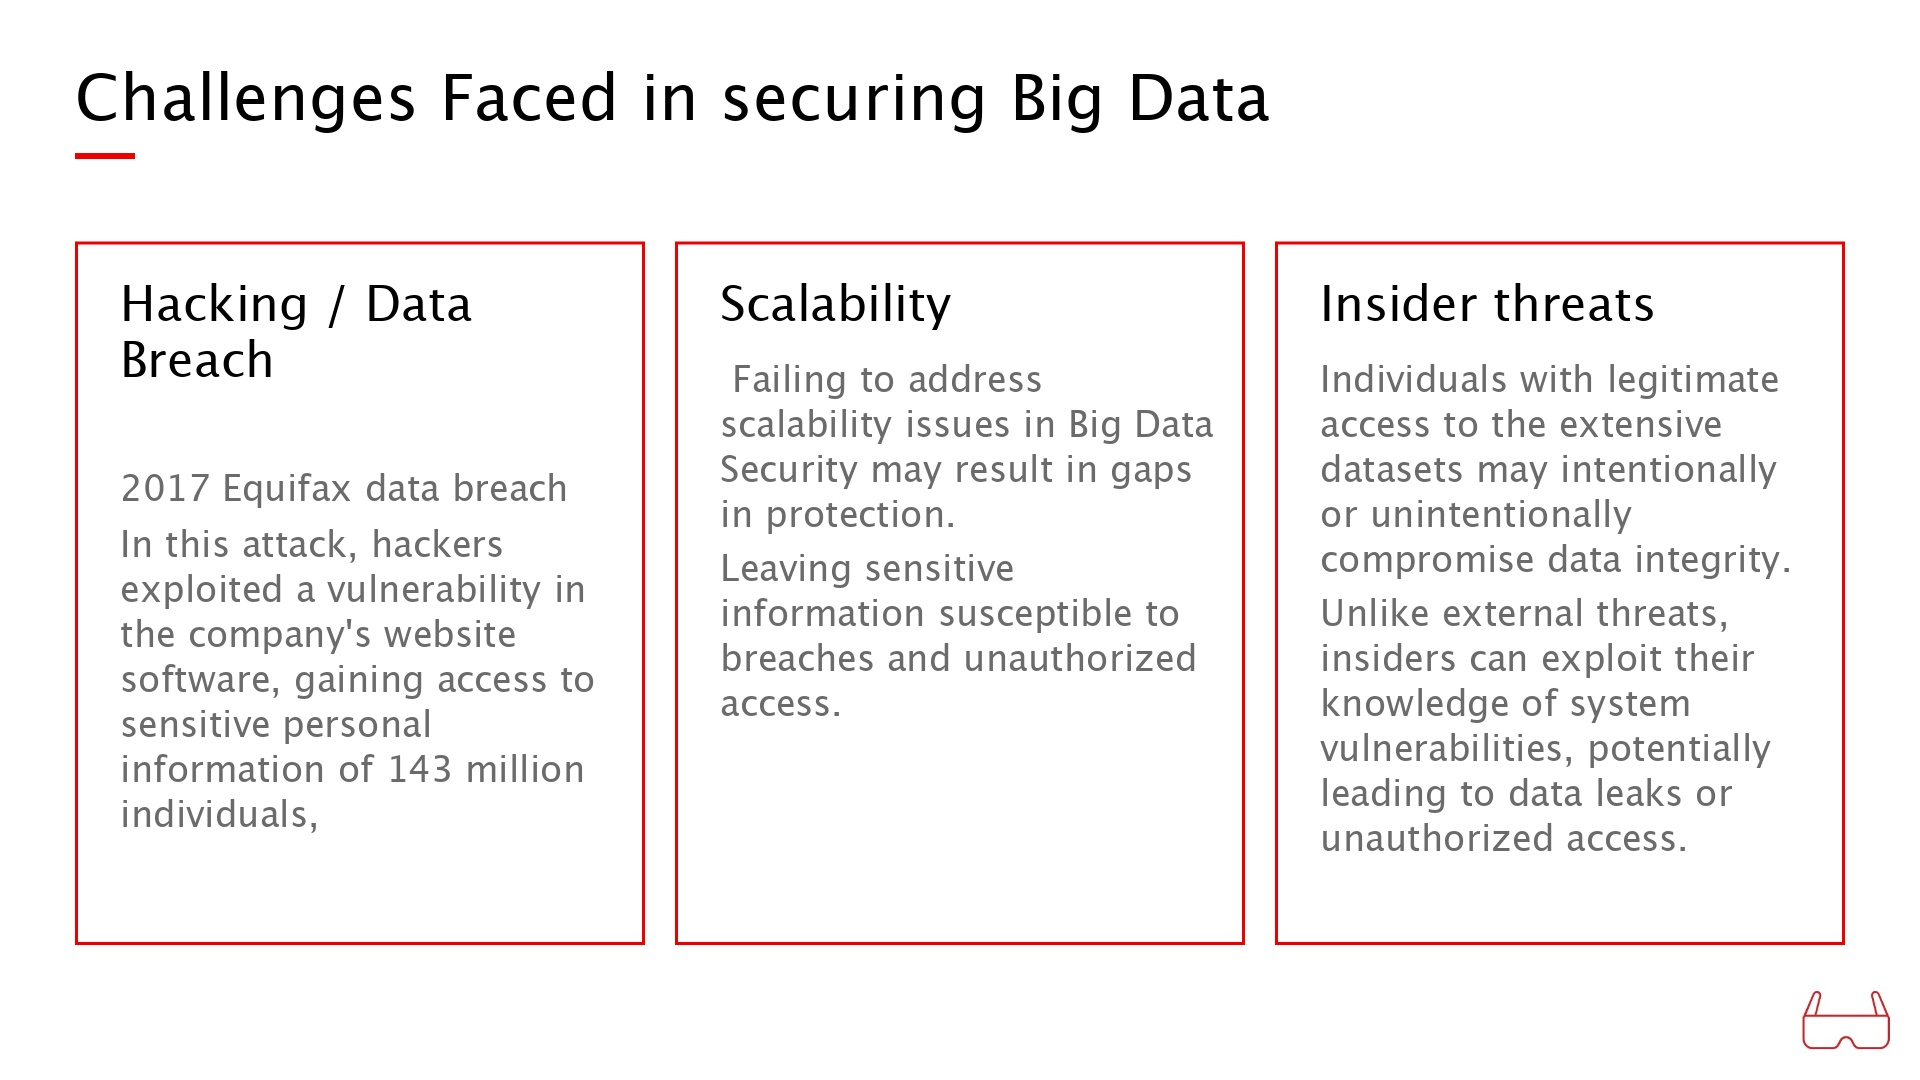 Challenges Faced in securing Big Data
Hacking / Data
Breach
2017 Equifax data breach
In this attack, hackers
exploited a vulnerability in
the company's website
software, gaining access to
sensitive personal
information of 143 million
individuals,
Scalability
Failing to address
scalability issues in Big Data
Security may result in gaps
in protection.
Leaving sensitive
information susceptible to
breaches and unauthorized
access.
Insider threats
Individuals with legitimate
access to the extensive
datasets may intentionally
or unintentionally
compromise data integrity.
Unlike external threats,
insiders can exploit their
knowledge of system
vulnerabilities, potentially
leading to data leaks or
unauthorized access.